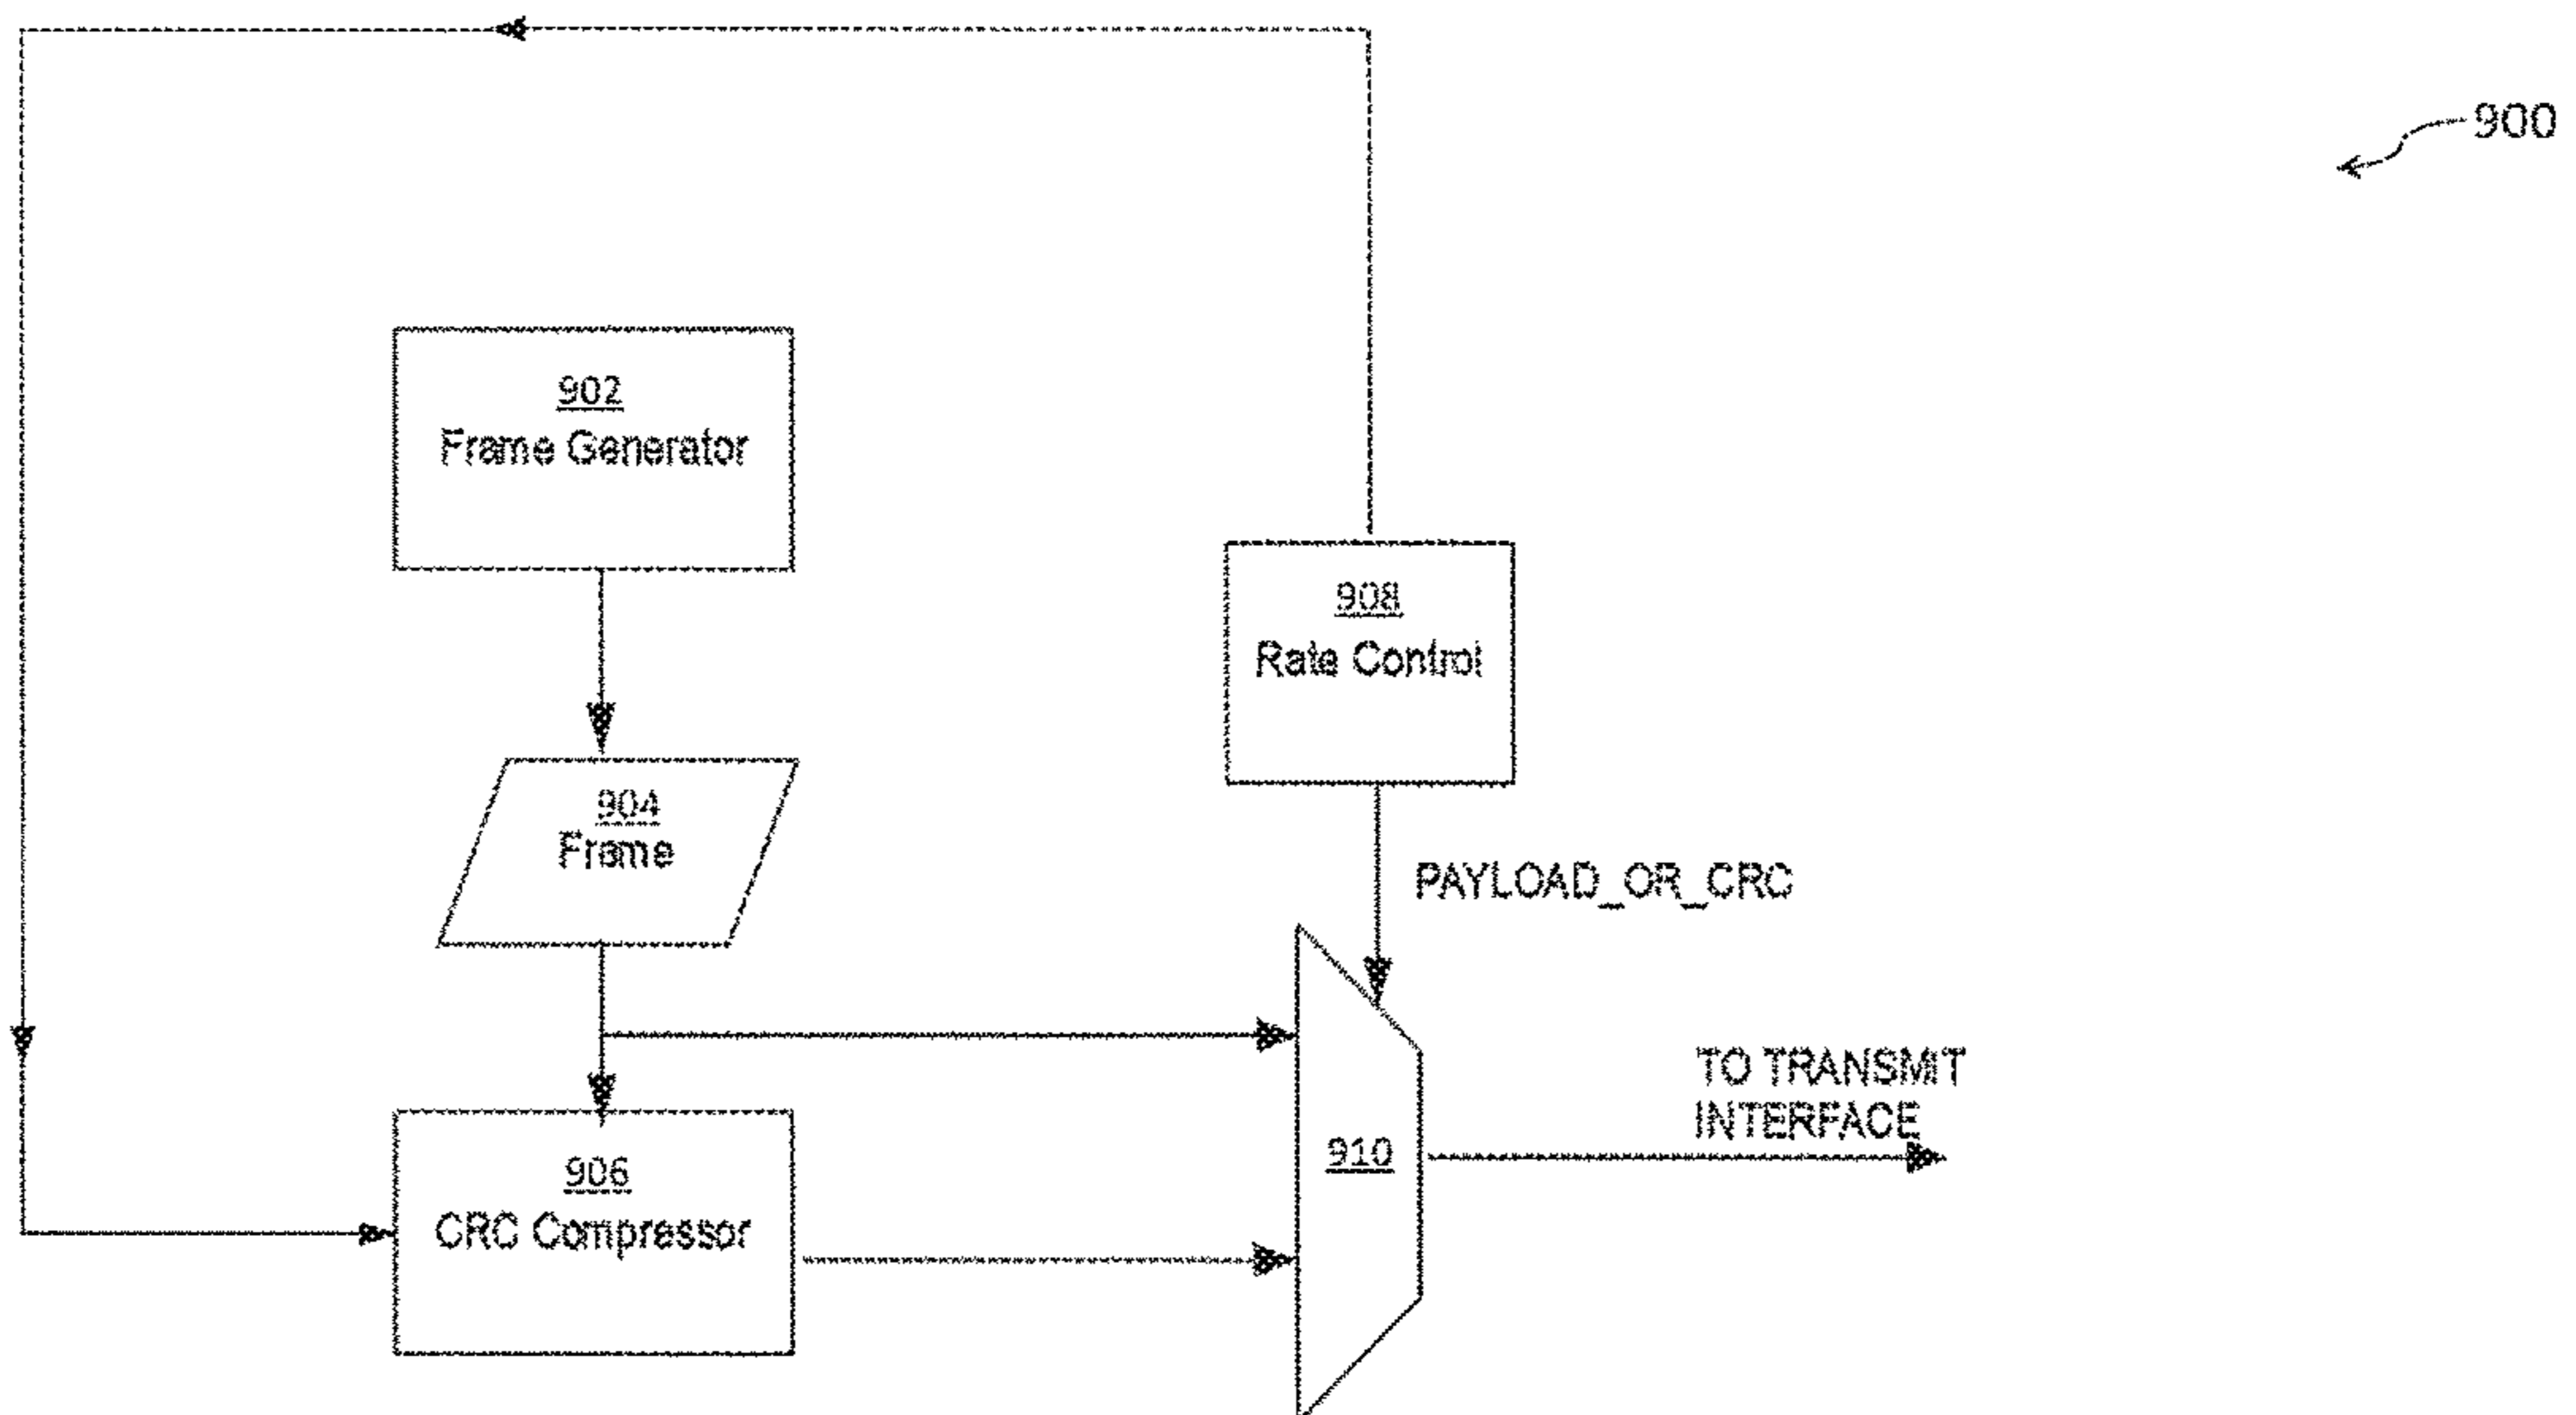 900
902
Frame Generator
908
Rate Control
904
Frame
PAYLOAD_OR_CRC
TO TRANSMIT
INTERFACE
910
906
CRC Compressor